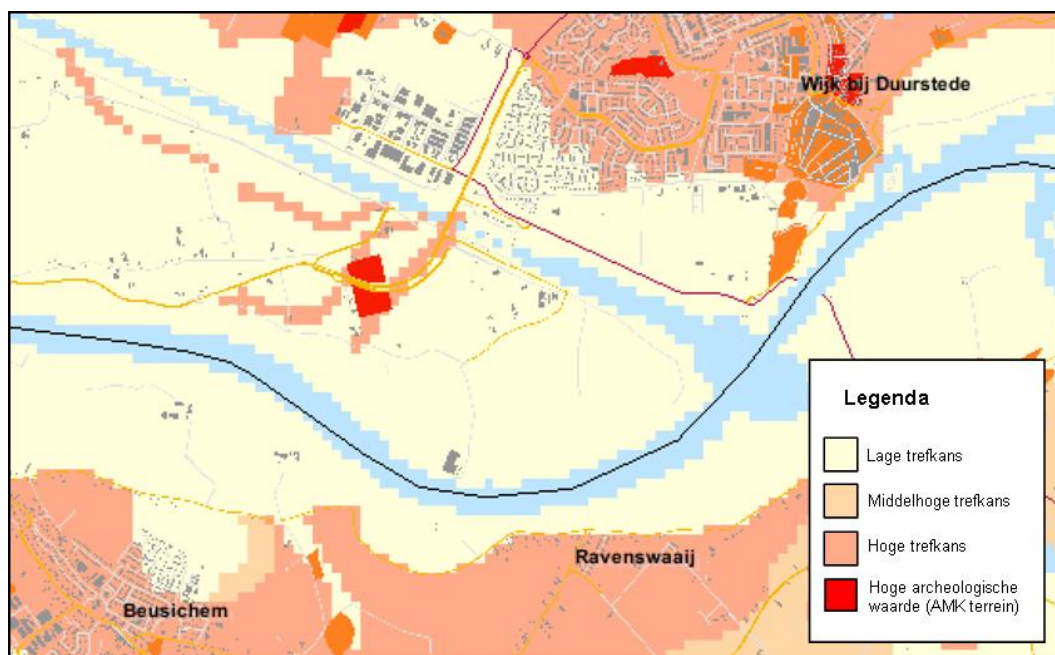 Wijk bij Duurstede
Legenda
Lage trefkans
Middelhoge trefkans
Ravenswaaij
Hoge trefkans
Beusichem
Hoge archeologische
waarde (AMK terrein)